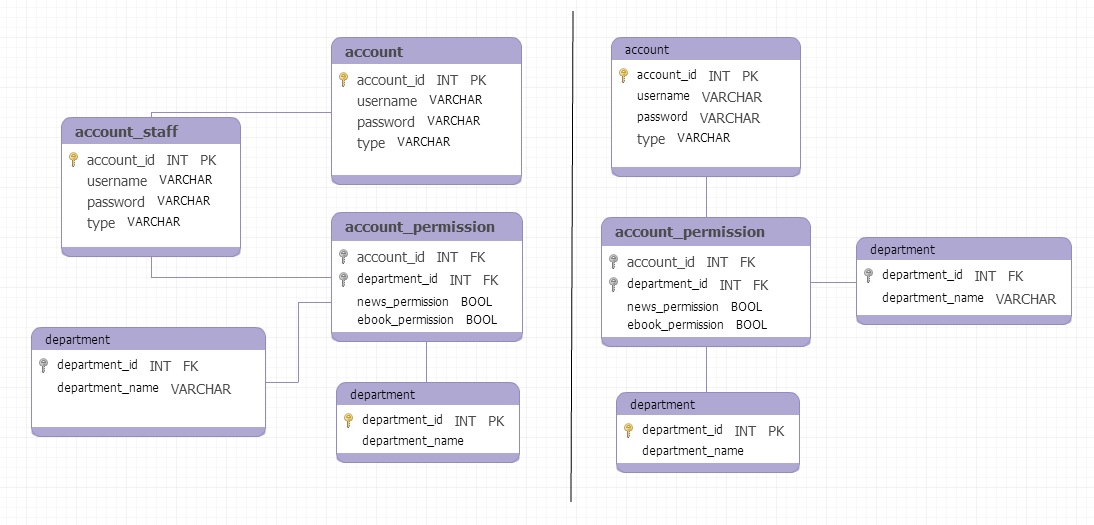 account
account_id INT PK
username VARCHAR
password VARCHAR
type VARCHAR
account_staff
account_id INT PK
username VARCHAR
password VARCHAR
type VARCHAR
account_permission
account_id INT FK
department_id INT FK
news_permission BOOL
ebook_permission BOOL
department
department_id INT FK
department_name VARCHAR
department
department_id INT PK
department_name
account
account_id INT PK
username VARCHAR
password VARCHAR
type VARCHAR
account_permission
account_id INT FK
department_id INT FK
news_permission BOOL
ebook_permission BOOL
department
department_id INT FK
department_name VARCHAR
department
department_id INT PK
department_name